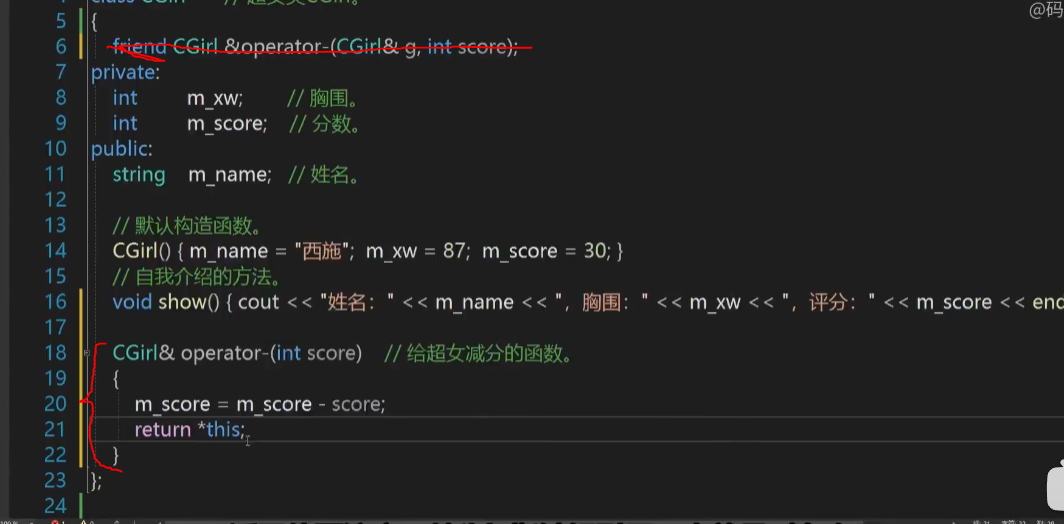 @码
5 {
6 friend CGirl &operator-(CGirl& g, int score);
7 private:
8 int m_xw; // 胸围。
9 int m_score; // 分数。
10 public:
11 string m_name; // 姓名。
12
13 // 默认构造函数。
14 CGirl() { m_name = "西施"; m_xw = 87; m_score = 30; }
15 // 自我介绍的方法。
16 void show() { cout << "姓名：" << m_name << "，胸围：" << m_xw << "，评分：" << m_score << end
17
18 CGirl& operator-(int score) // 给超女减分的函数。
19 {
20 m_score = m_score - score;
21 return *this;
22 }
23 };
24